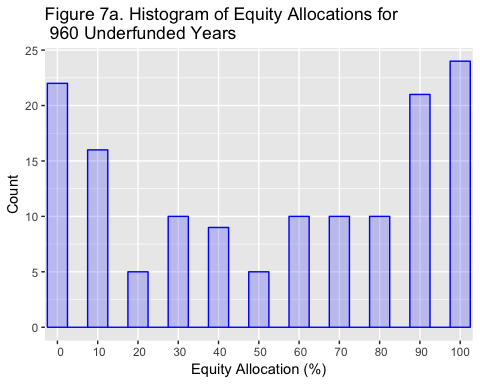 Figure 7a. Histogram of Equity Allocations for
960 Underfunded Years
25
20
15
10
5
0
Count
0 10 20 30 40 50 60 70 80 90 100
Equity Allocation (%)